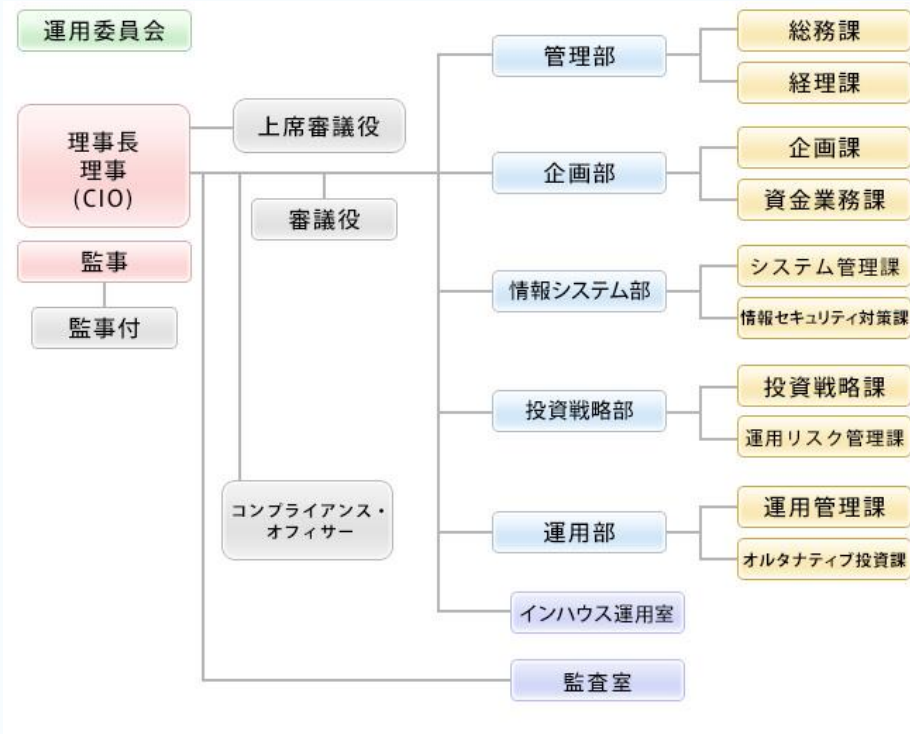 運用委員会
理事長
理事
(CIO)
監事
監事付
上席審議役
審議役
コンプライアンス・
オフィサー
管理部
総務課
経理課
企画部
企画課
資金業務課
情報システム部
システム管理課
情報セキュリティ対策課
投資戦略部
投資戦略課
運用リスク管理課
運用部
運用管理課
オルタナティブ投資課
インハウス運用室
監査室